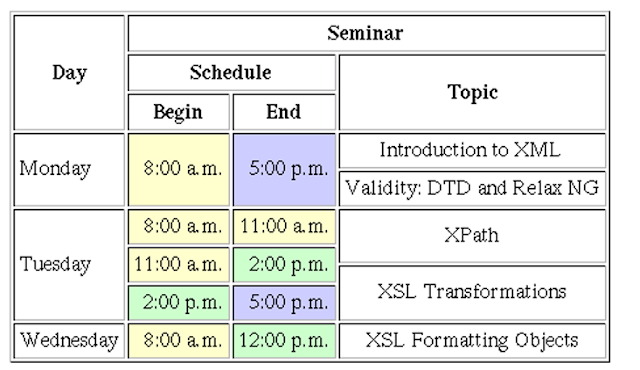 Seminar
Day
Schedule
Topic
Begin
End
Monday
8:00 a.m.
5:00 p.m.
Introduction to XML
Validity: DTD and Relax NG
Tuesday
8:00 a.m.
11:00 a.m.
XPath
11:00 a.m.
2:00 p.m.
XSL Transformations
2:00 p.m.
5:00 p.m.
Wednesday
8:00 a.m.
12:00 p.m.
XSL Formatting Objects